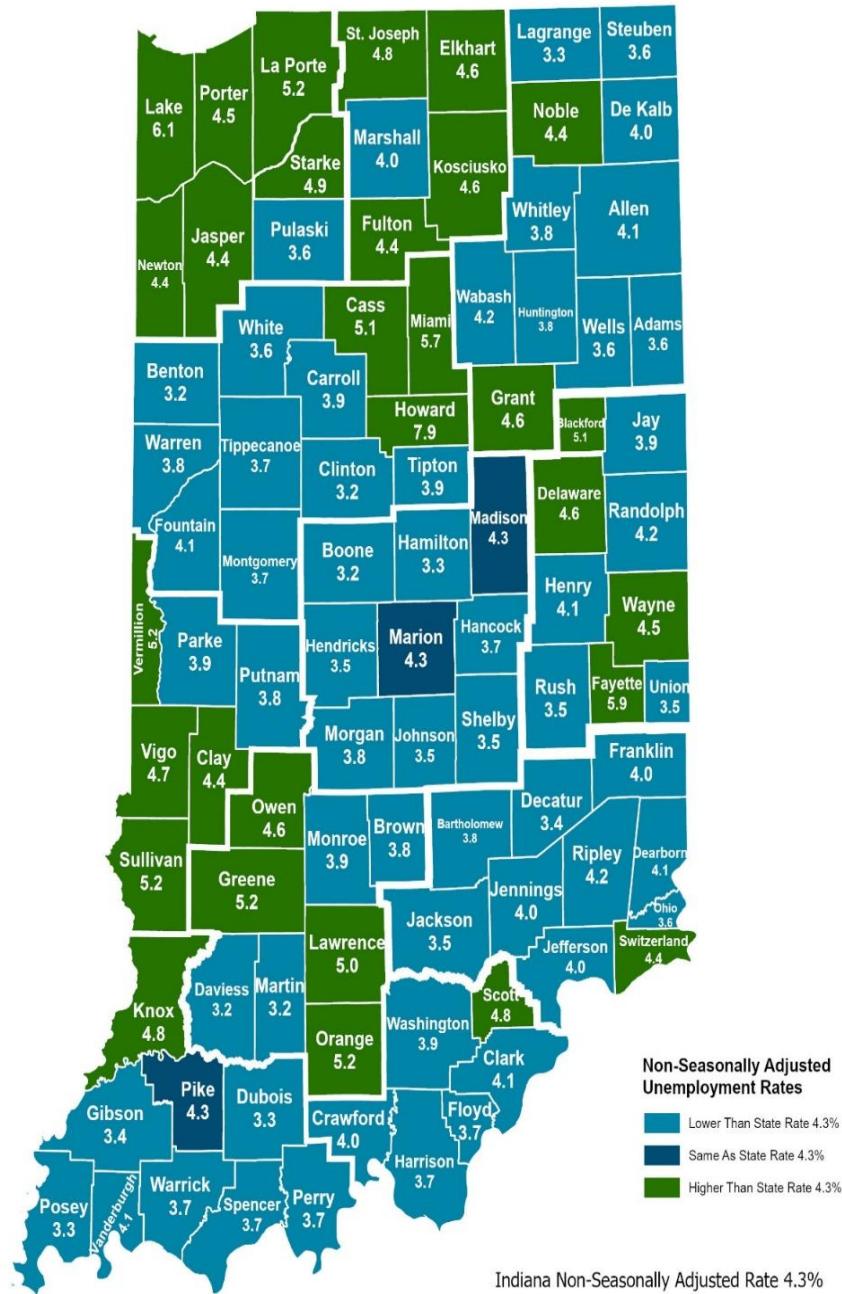 St. Joseph
4.8
Elkhart
4.6
Lagrange
3.3
Steuben
3.6
Lake
6.1
Porter
4.5
La Porte
5.2
Noble
4.4
De Kalb
4.0
Marshall
4.0
Starke
4.9
Kosciusko
4.6
Whitley
3.8
Allen
4.1
Newton
4.4
Jasper
4.4
Pulaski
3.6
Fulton
4.4
Wabash
4.2
Huntington
3.8
Wells
3.6
Adams
3.6
White
3.6
Cass
5.1
Miami
5.7
Benton
3.2
Carroll
3.9
Howard
7.9
Grant
4.6
Blackford
5.1
Jay
3.9
Warren
3.8
Tippecanoe
3.7
Clinton
3.2
Tipton
3.9
Madison
4.3
Delaware
4.6
Randolph
4.2
Fountain
4.1
Montgomery
3.7
Boone
3.2
Hamilton
3.3
Henry
4.1
Wayne
4.5
Vermillion
5.2
Parke
3.9
Putnam
3.8
Hendricks
3.5
Marion
4.3
Hancock
3.7
Rush
3.5
Fayette
5.9
Union
3.5
Vigo
4.7
Clay
4.4
Morgan
3.8
Johnson
3.5
Shelby
3.5
Franklin
4.0
Owen
4.6
Monroe
3.9
Brown
3.8
Bartholomew
3.8
Decatur
3.4
Sullivan
5.2
Greene
5.2
Jennings
4.0
Ripley
4.2
Dearborn
4.1
Ohio
3.6
Lawrence
5.0
Jackson
3.5
Jefferson
4.0
Switzerland
4.4
Knox
4.8
Daviess
3.2
Martin
3.2
Orange
5.2
Washington
3.9
Scott
4.8
Clark
4.1
Gibson
3.4
Pike
4.3
Dubois
3.3
Crawford
4.0
Floyd
3.7
Harrison
3.7
Posey
3.3
Vanderburgh
4.1
Warrick
3.7
Spencer
3.7
Perry
3.7
Non-Seasonally Adjusted
Unemployment Rates
Lower Than State Rate 4.3%
Same As State Rate 4.3%
Higher Than State Rate 4.3%
Indiana Non-Seasonally Adjusted Rate 4.3%